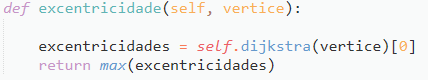 def excentricidade(self, vertice):
excentricidades = self.dijkstra(vertice)[0]
return max(excentricidades)